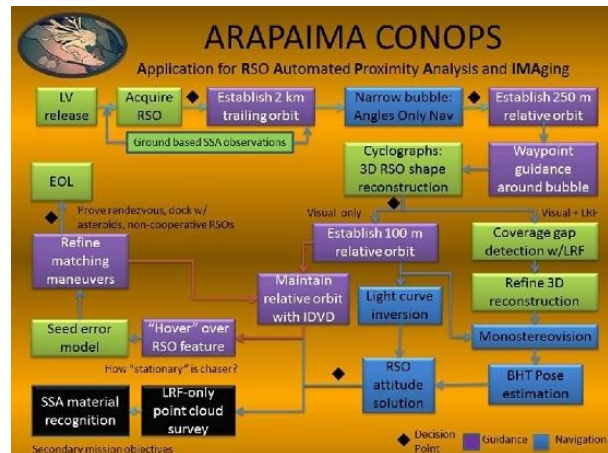 ARAPAIMA CONOPS
Application for RSO Automated Proximity Analysis and IMAging
LV
release
Acquire
RSO
Establish 2 km
trailing orbit
Narrow bubble:
Angles Only Nav
Establish 250 m
relative orbit
Ground based SSA observations
Cyclographs:
3D RSO shape
reconstruction
Waypoint
guidance
around bubble
EOL
Prove rendezvous, dock w/
asteroids, non-cooperative RSOs
Visual only
Visual + LRF
Refine
matching
maneuvers
Establish 100 m
relative orbit
Coverage gap
detection w/LRF
Maintain
relative orbit
with IDVD
Light curve
inversion
Refine 3D
reconstruction
Seed error
model
"Hover" over
RSO feature
Monostereovision
How "stationary" is chaser?
RSO
attitude
solution
BHT Pose
estimation
SSA material
recognition
LRF-only
point cloud
survey
Secondary mission objectives
Decision
Point
Guidance
Navigation